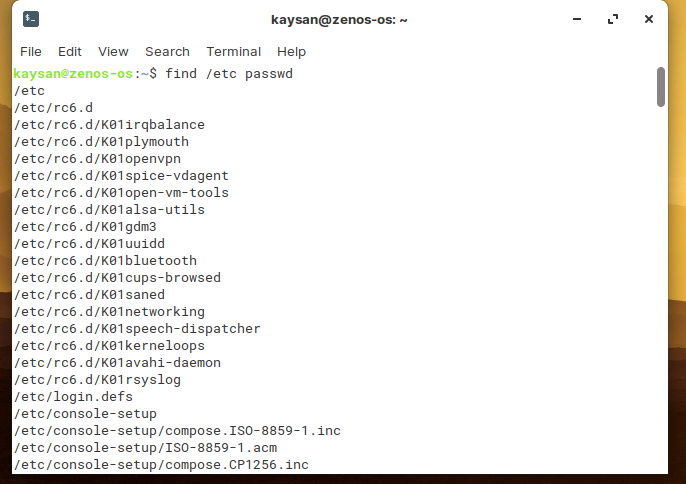 kaysan@zenos-os: ~
File Edit View Search Terminal Help
kaysan@zenos-os:~$ find /etc passwd
/etc
/etc/rc6.d
/etc/rc6.d/K01irqbalance
/etc/rc6.d/K01plymouth
/etc/rc6.d/K01openvpn
/etc/rc6.d/K01spice-vdagent
/etc/rc6.d/K01open-vm-tools
/etc/rc6.d/K01alsa-utils
/etc/rc6.d/K01gdm3
/etc/rc6.d/K01uuidd
/etc/rc6.d/K01bluetooth
/etc/rc6.d/K01cups-browsed
/etc/rc6.d/K01saned
/etc/rc6.d/K01networking
/etc/rc6.d/K01speech-dispatcher
/etc/rc6.d/K01kerneloops
/etc/rc6.d/K01avahi-daemon
/etc/rc6.d/K01rsyslog
/etc/login.defs
/etc/console-setup
/etc/console-setup/compose.ISO-8859-1.inc
/etc/console-setup/ISO-8859-1.acm
/etc/console-setup/compose.CP1256.inc